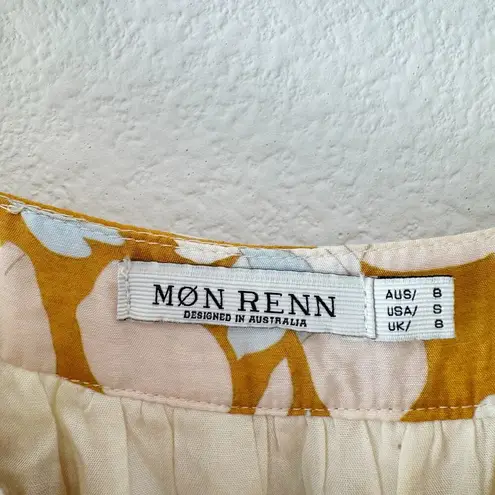 MØN RENN
DESIGNED IN AUSTRALIA
AUS/ 8
USA/ S
UK/ 8